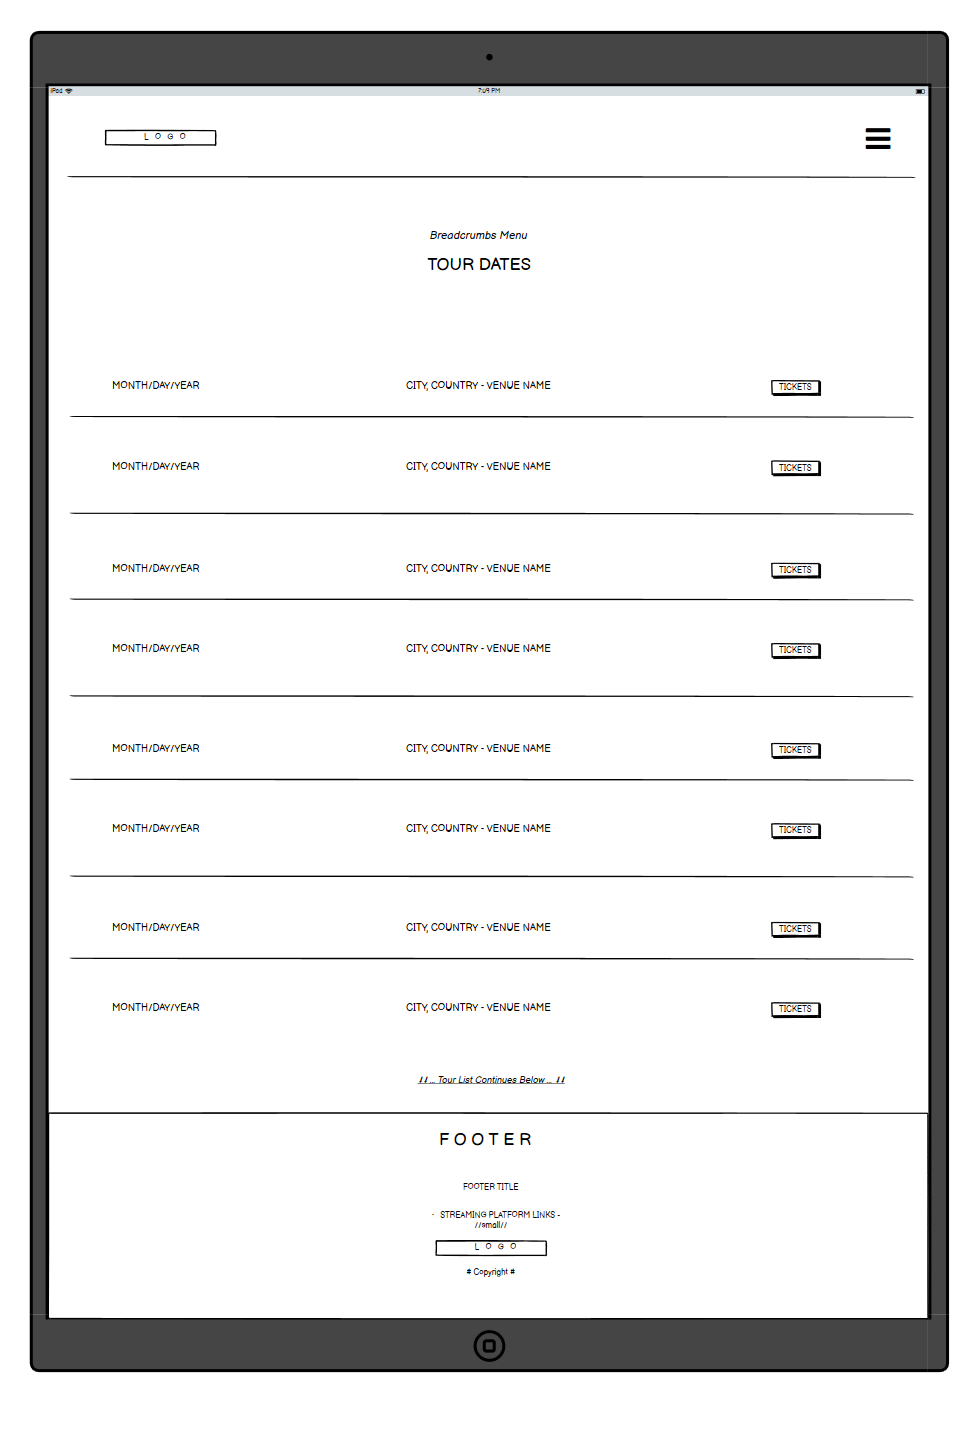 iPad
7:09 PM
L O G O
Breadcrumbs Menu
TOUR DATES
MONTH/DAY/YEAR CITY, COUNTRY - VENUE NAME TICKETS
MONTH/DAY/YEAR CITY, COUNTRY - VENUE NAME TICKETS
MONTH/DAY/YEAR CITY, COUNTRY - VENUE NAME TICKETS
MONTH/DAY/YEAR CITY, COUNTRY - VENUE NAME TICKETS
MONTH/DAY/YEAR CITY, COUNTRY - VENUE NAME TICKETS
MONTH/DAY/YEAR CITY, COUNTRY - VENUE NAME TICKETS
MONTH/DAY/YEAR CITY, COUNTRY - VENUE NAME TICKETS
MONTH/DAY/YEAR CITY, COUNTRY - VENUE NAME TICKETS
... Tour List Continues Below ...
F O O T E R
FOOTER TITLE
- STREAMING PLATFORM LINKS -
//small//
L O G O
# Copyright #